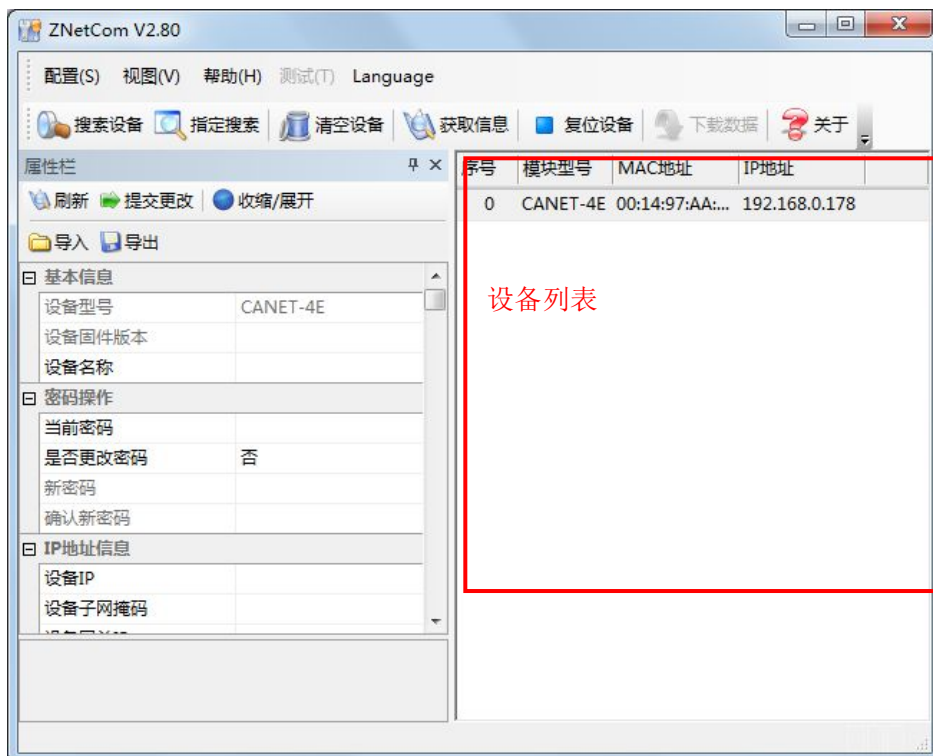 ZNetCom V2.80
配置(S) 视图(V) 帮助(H) 测试(T) Language
搜索设备 指定搜索 清空设备 获取信息 复位设备 下载数据 关于
属性栏
刷新 提交更改 收缩/展开
导入 导出
基本信息
设备型号 CANET-4E
设备固件版本
设备名称
密码操作
当前密码
是否更改密码 否
新密码
确认新密码
IP地址信息
设备IP
设备子网掩码
序号 模块型号 MAC地址 IP地址
0 CANET-4E 00:14:97:AA:... 192.168.0.178
设备列表